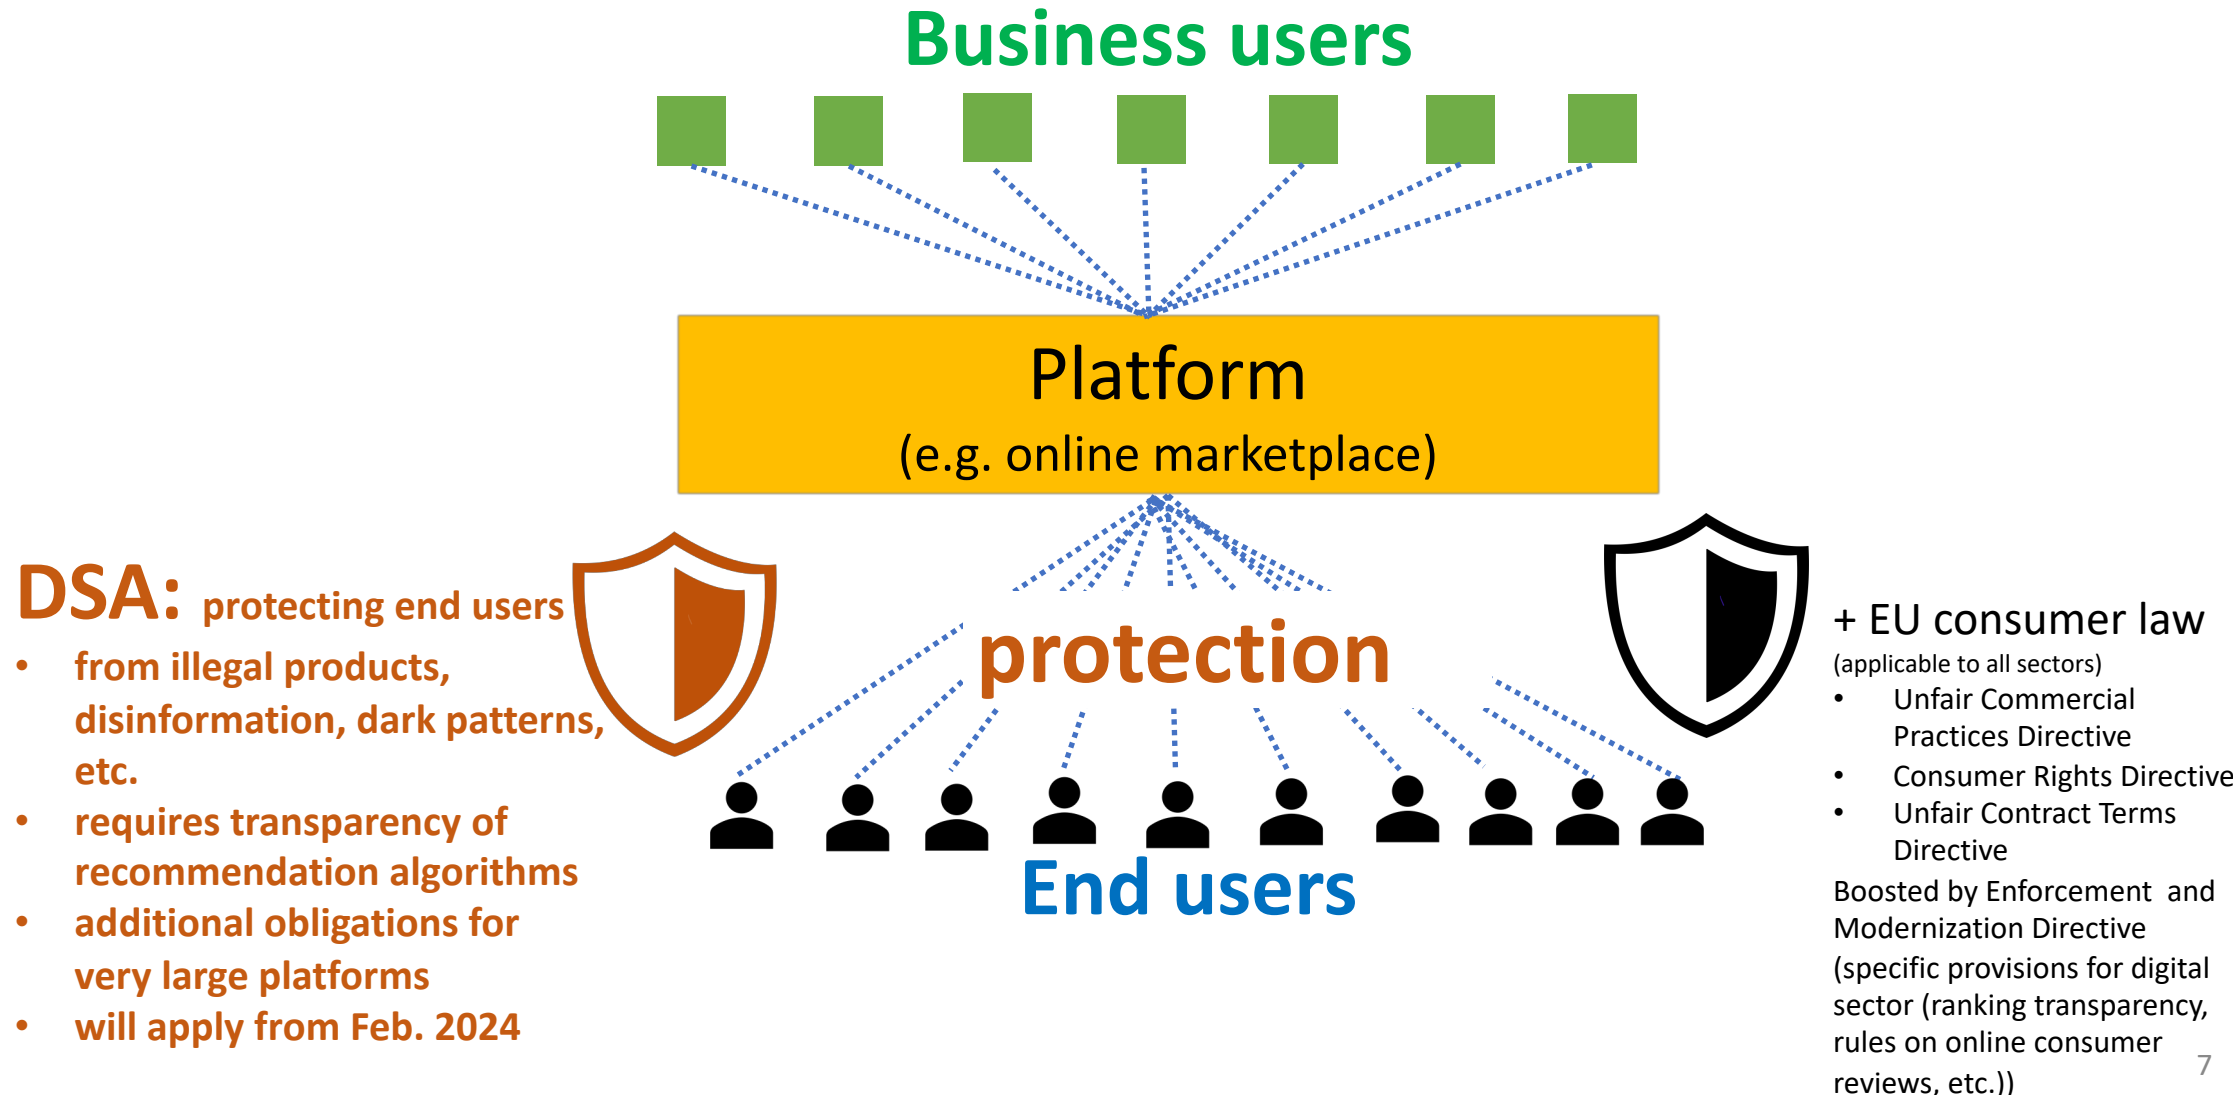 Business users
Platform
(e.g. online marketplace)
DSA: protecting end users
• from illegal products,
disinformation, dark patterns,
etc.
• requires transparency of
recommendation algorithms
• additional obligations for
very large platforms
• will apply from Feb. 2024
protection
End users
+ EU consumer law
(applicable to all sectors)
• Unfair Commercial
Practices Directive
• Consumer Rights Directive
• Unfair Contract Terms
Directive
Boosted by Enforcement and
Modernization Directive
(specific provisions for digital
sector (ranking transparency,
rules on online consumer
reviews, etc.))
7